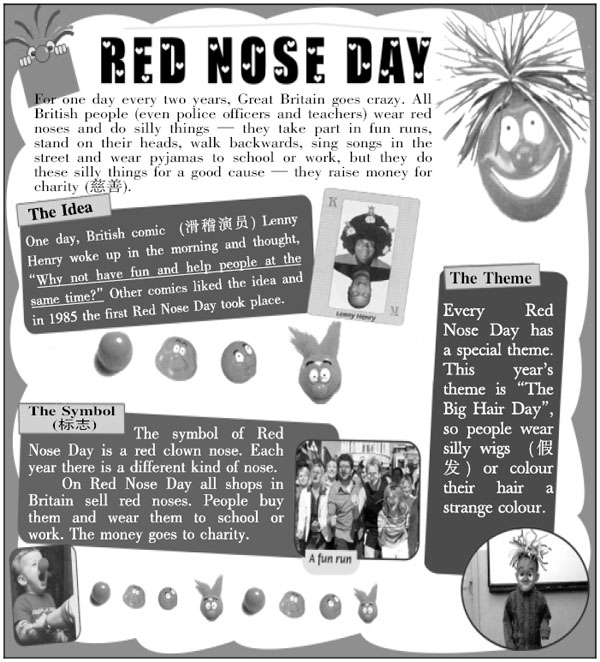 RED NOSE DAY
For one day every two years, Great Britain goes crazy. All
British people (even police officers and teachers) wear red
noses and do silly things — they take part in fun runs,
stand on their heads, walk backwards, sing songs in the
street and wear pyjamas to school or work, but they do
these silly things for a good cause — they raise money for
charity (慈善).
The Idea
One day, British comic (滑稽演员) Lenny
Henry woke up in the morning and thought,
“Why not have fun and help people at the
same time?” Other comics liked the idea and
in 1985 the first Red Nose Day took place.
K
K
Lenny Henry
The Theme
Every Red
Nose Day has
a special theme.
This year’s
theme is “The
Big Hair Day”,
so people wear
silly wigs (假
发) or colour
their hair a
strange colour.
The Symbol
(标志)
The symbol of Red
Nose Day is a red clown nose. Each
year there is a different kind of nose.
On Red Nose Day all shops in
Britain sell red noses. People buy
them and wear them to school or
work. The money goes to charity.
A fun run